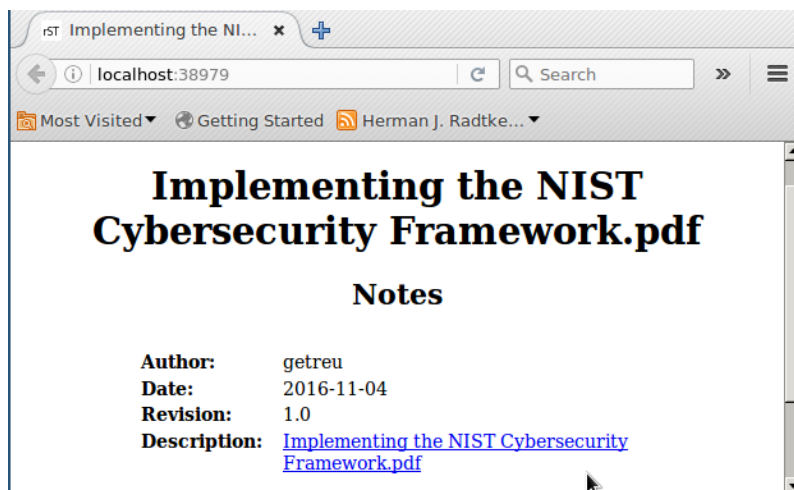 rST Implementing the NI...
localhost:38979 Search »
Most Visited Getting Started Herman J. Radtke...
Implementing the NIST
Cybersecurity Framework.pdf
Notes
Author: getreu
Date: 2016-11-04
Revision: 1.0
Description: Implementing the NIST Cybersecurity
Framework.pdf